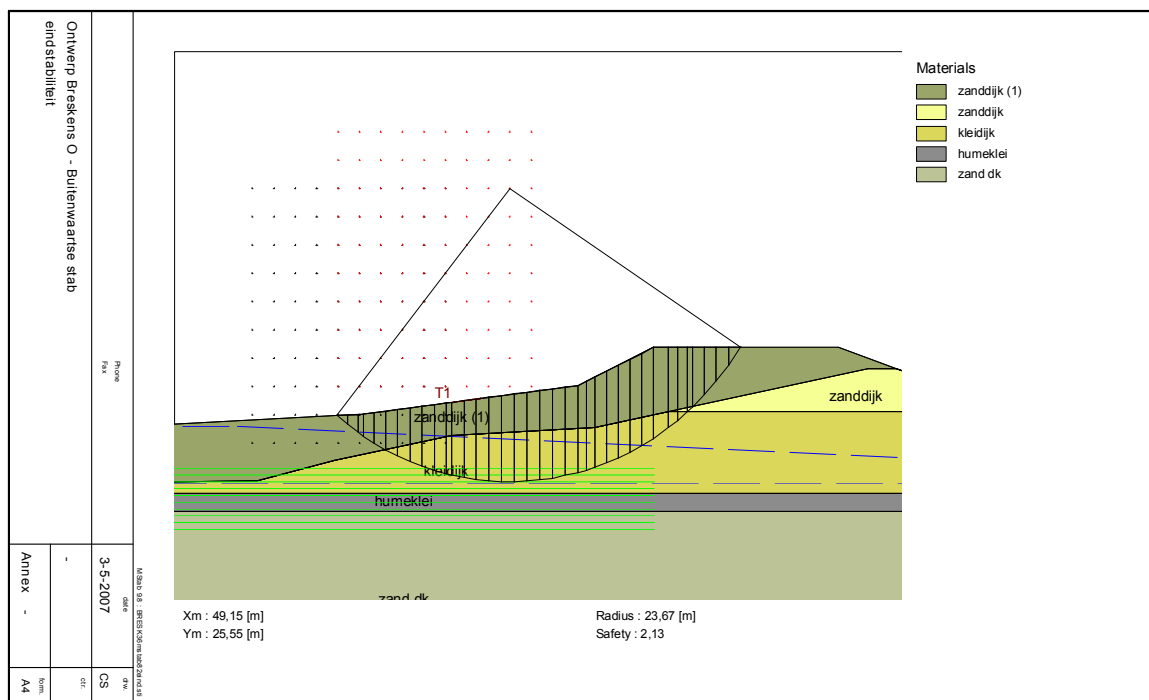 Ontwerp Breskens O - Buitenwaartse stab
eindstabiliteit
Phone
Fax
date
3-5-2007
drw.
CS
-
ctr.
Annex -
form.
A4
Materials
zanddijk (1)
zanddijk
kleidijk
humeklei
zand dk
T1
zanddijk (1)
zanddijk
kleidijk
humeklei
zand dk
Xm : 49,15 [m]
Ym : 25,55 [m]
Radius : 23,67 [m]
Safety : 2,13